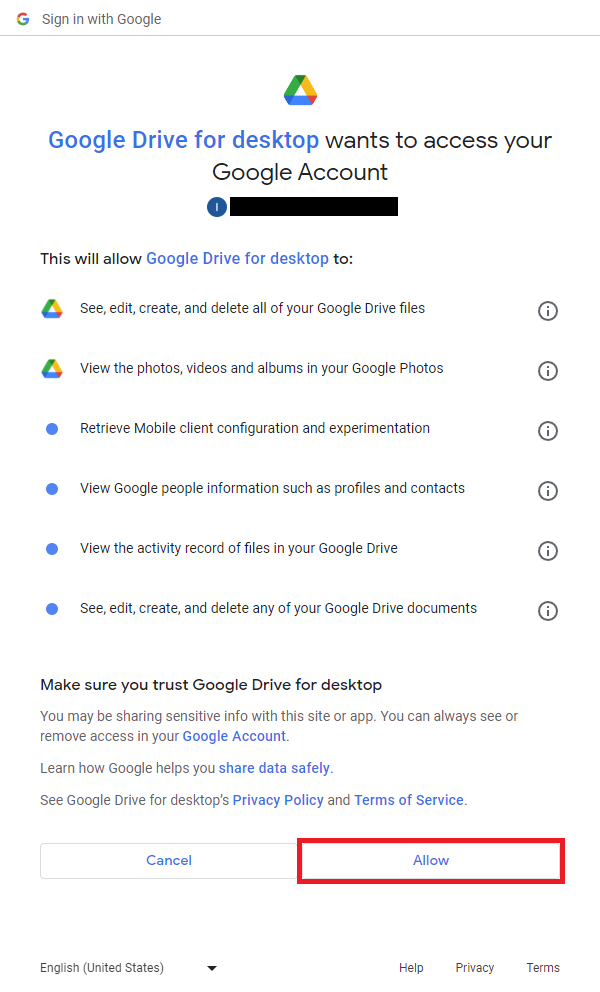 Sign in with Google
Google Drive for desktop wants to access your
Google Account
I
This will allow Google Drive for desktop to:
See, edit, create, and delete all of your Google Drive files
View the photos, videos and albums in your Google Photos
Retrieve Mobile client configuration and experimentation
View Google people information such as profiles and contacts
View the activity record of files in your Google Drive
See, edit, create, and delete any of your Google Drive documents
Make sure you trust Google Drive for desktop
You may be sharing sensitive info with this site or app. You can always see or
remove access in your Google Account.
Learn how Google helps you share data safely.
See Google Drive for desktop's Privacy Policy and Terms of Service.
Cancel Allow
English (United States) Help Privacy Terms